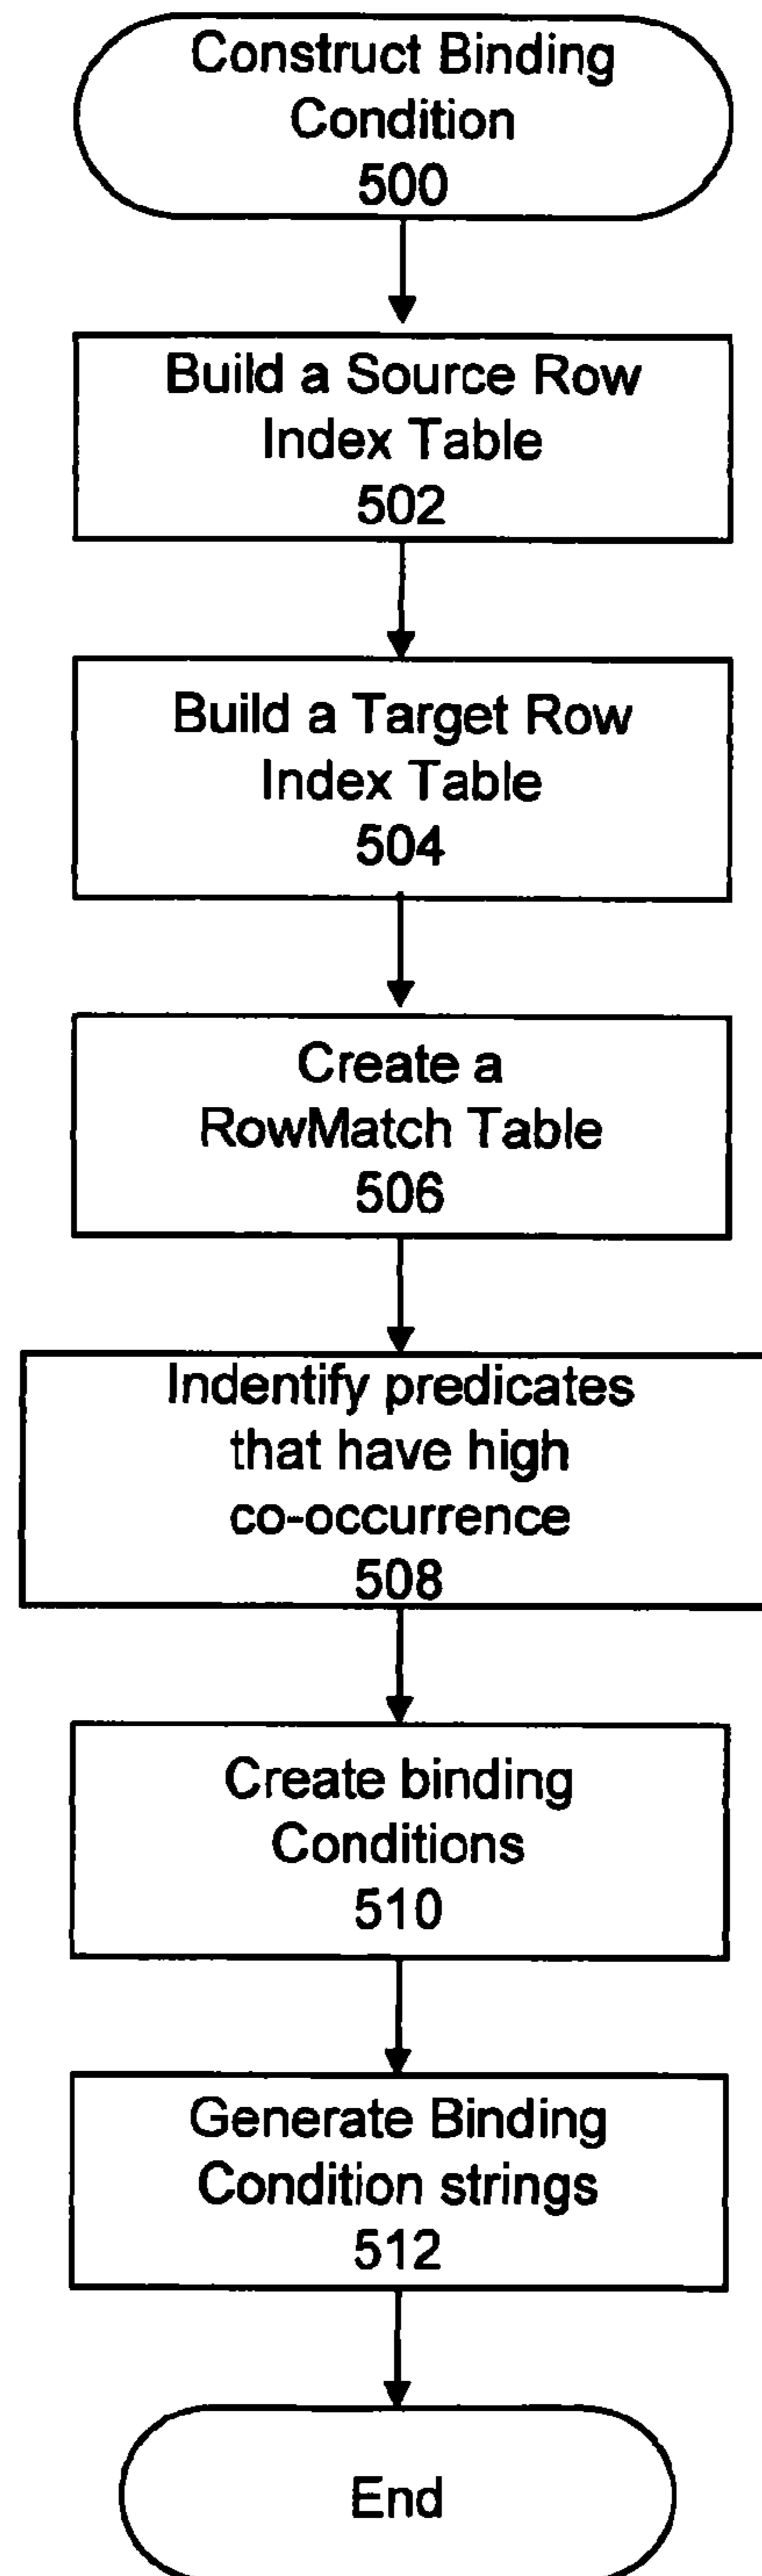 Construct Binding
Condition
500
Build a Source Row
Index Table
502
Build a Target Row
Index Table
504
Create a
RowMatch Table
506
Indentify predicates
that have high
co-occurrence
508
Create binding
Conditions
510
Generate Binding
Condition strings
512
End